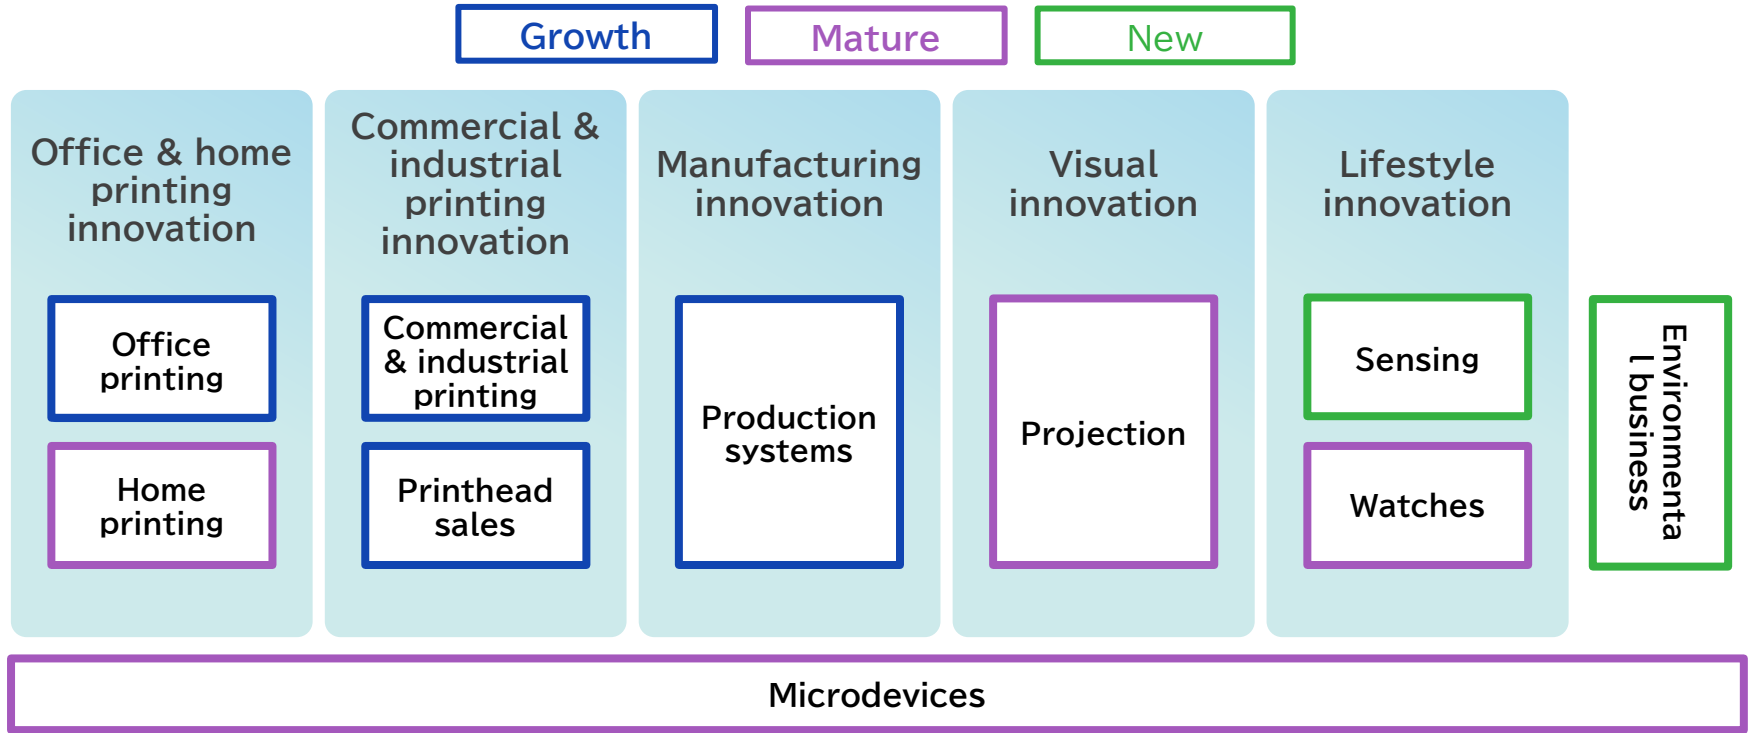 Growth
Mature
New
Office & home
printing
innovation
Commercial &
industrial
printing
innovation
Manufacturing
innovation
Visual
innovation
Lifestyle
innovation
Office
printing
Home
printing
Commercial
& industrial
printing
Printhead
sales
Production
systems
Projection
Sensing
Watches
Environmenta
l business
Microdevices